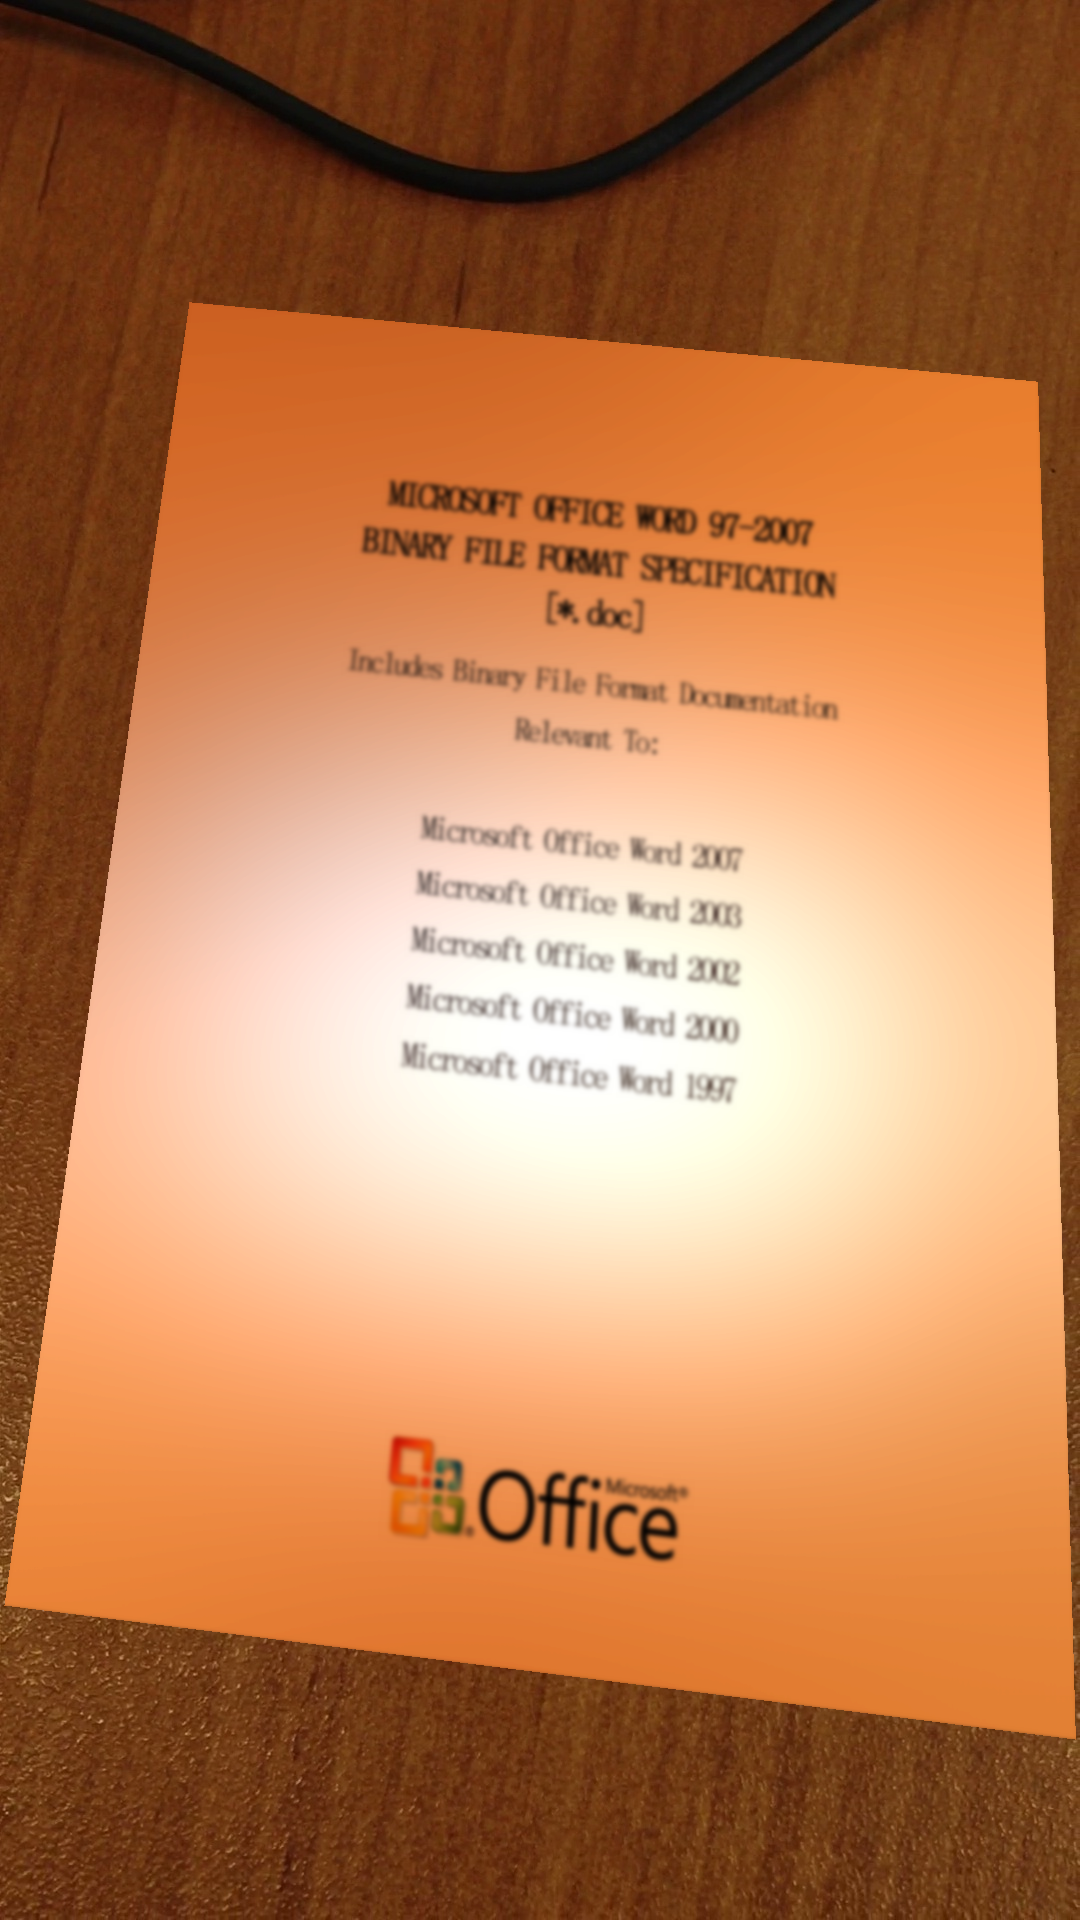 MICROSOFT OFFICE WORD 97-2007
BINARY FILE FORMAT SPECIFICATION
[*.doc]
Includes Binary File Format Documentation
Relevant To:
Microsoft Office Word 2007
Microsoft Office Word 2003
Microsoft Office Word 2002
Microsoft Office Word 2000
Microsoft Office Word 1997
Microsoft®
Office